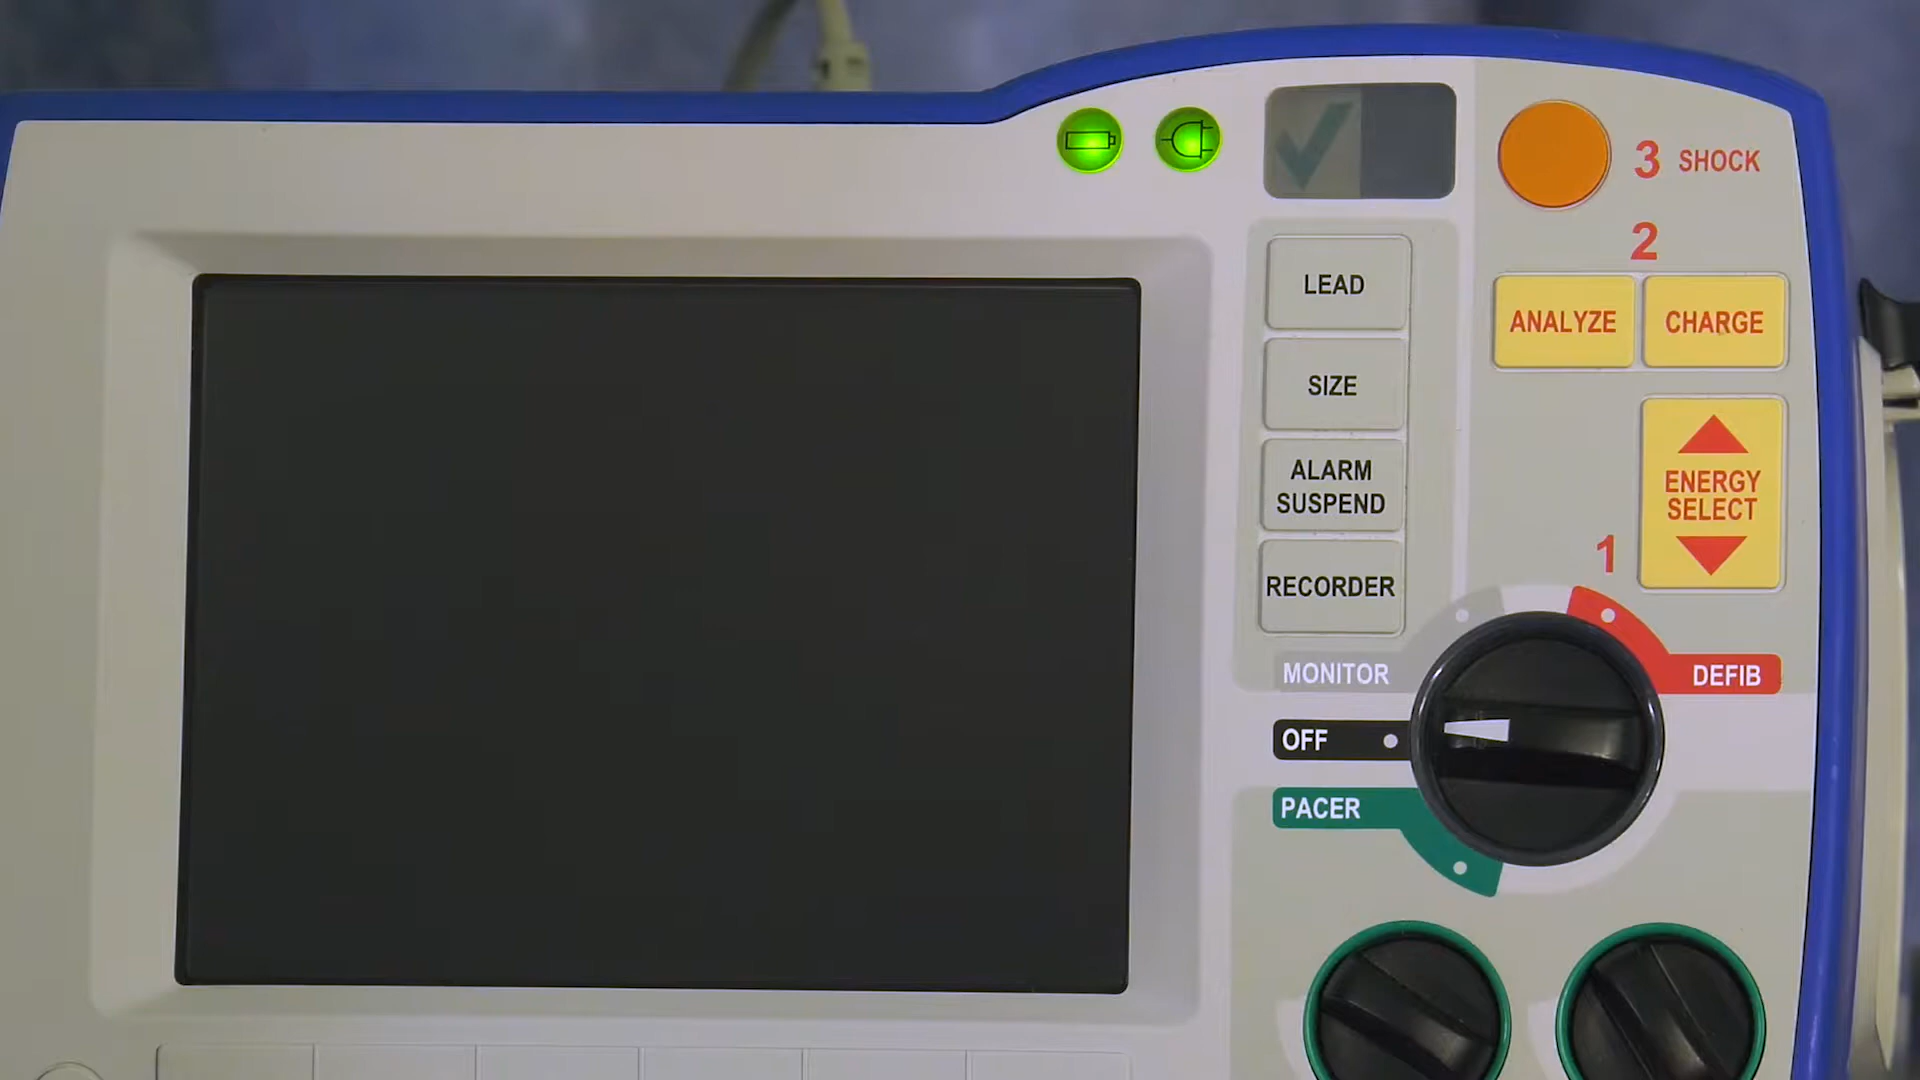 3 SHOCK
2
LEAD
ANALYZE
CHARGE
SIZE
ALARM
SUSPEND
ENERGY
SELECT
1
RECORDER
MONITOR
DEFIB
OFF
PACER